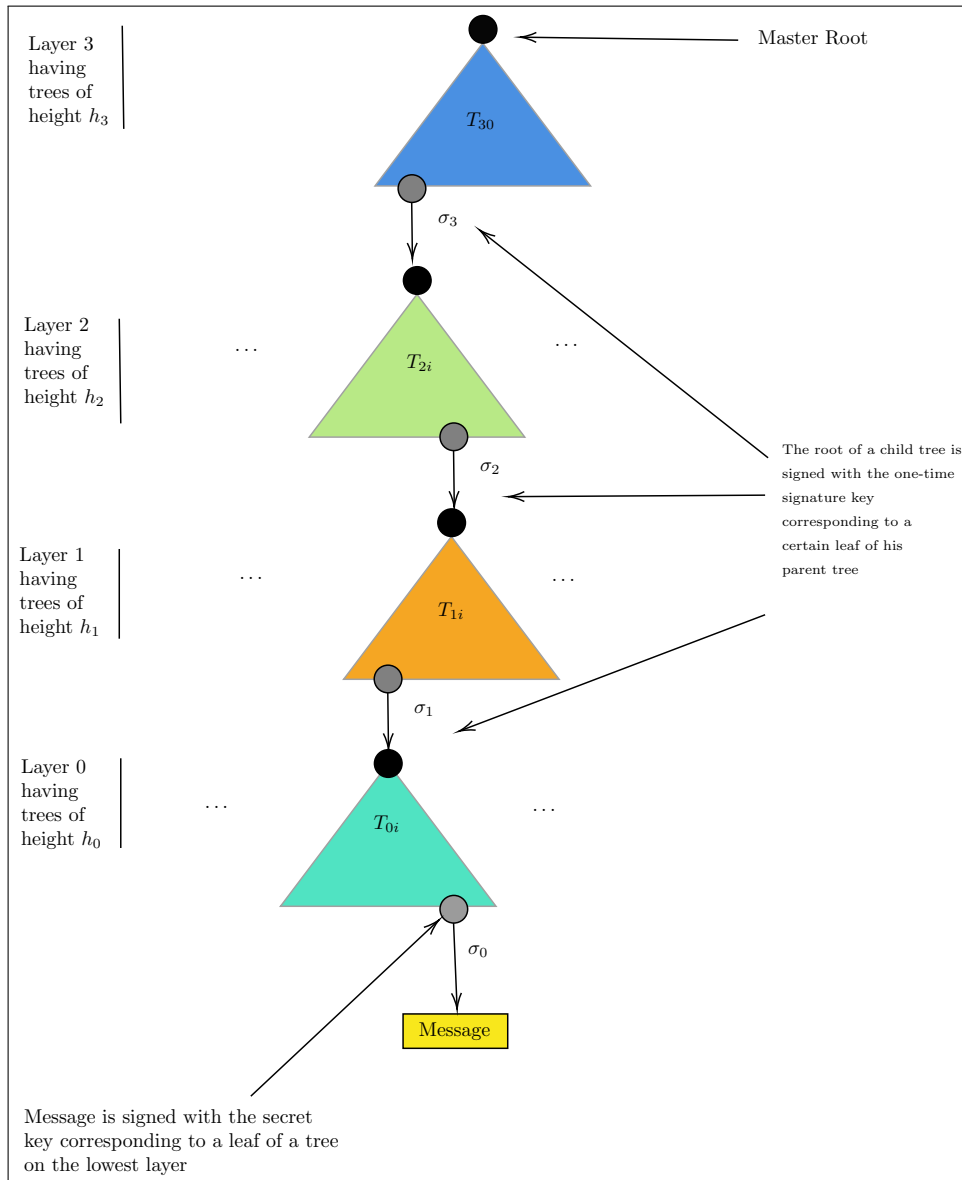 Layer 3
having
trees of
height h₃
Master Root
T₃₀
σ₃
Layer 2
having
trees of
height h₂
...
T₂ᵢ
...
σ₂
The root of a child tree is
signed with the one-time
signature key
corresponding to a
certain leaf of his
parent tree
Layer 1
having
trees of
height h₁
...
T₁ᵢ
...
σ₁
Layer 0
having
trees of
height h₀
...
T₀ᵢ
...
σ₀
Message
Message is signed with the secret
key corresponding to a leaf of a tree
on the lowest layer